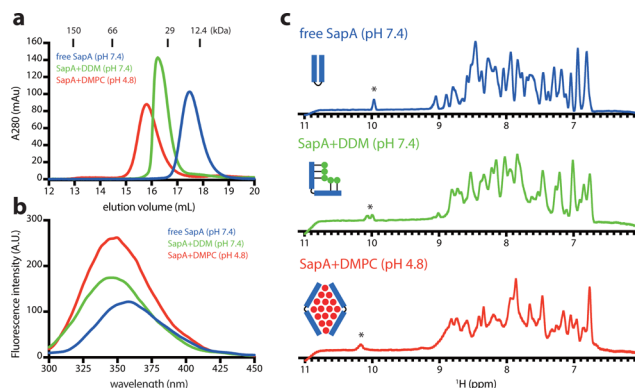 a
150 66 29 12.4 (kDa)
free SapA (pH 7.4)
SapA+DDM (pH 7.4)
SapA+DMPC (pH 4.8)
A280 (mAu)
160
140
120
100
80
60
40
20
0
12 13 14 15 16 17 18 19 20
elution volume (mL)
b
free SapA (pH 7.4)
SapA+DDM (pH 7.4)
SapA+DMPC (pH 4.8)
Fluorescence intensity (A.U.)
300
200
100
0
300 350 400 450
wavelength (nm)
c
free SapA (pH 7.4)
*
11 10 9 8 7
SapA+DDM (pH 7.4)
*
11 10 9 8 7
SapA+DMPC (pH 4.8)
*
11 10 9 8 7
¹H (ppm)